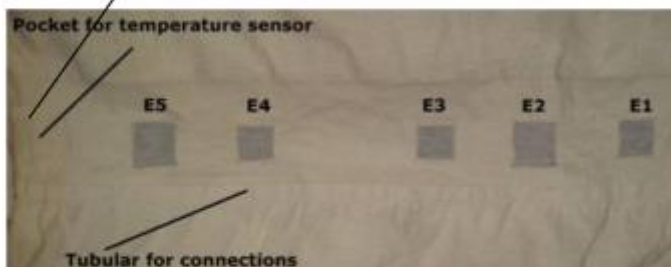 Pocket for temperature sensor
E5 E4 E3 E2 E1
Tubular for connections